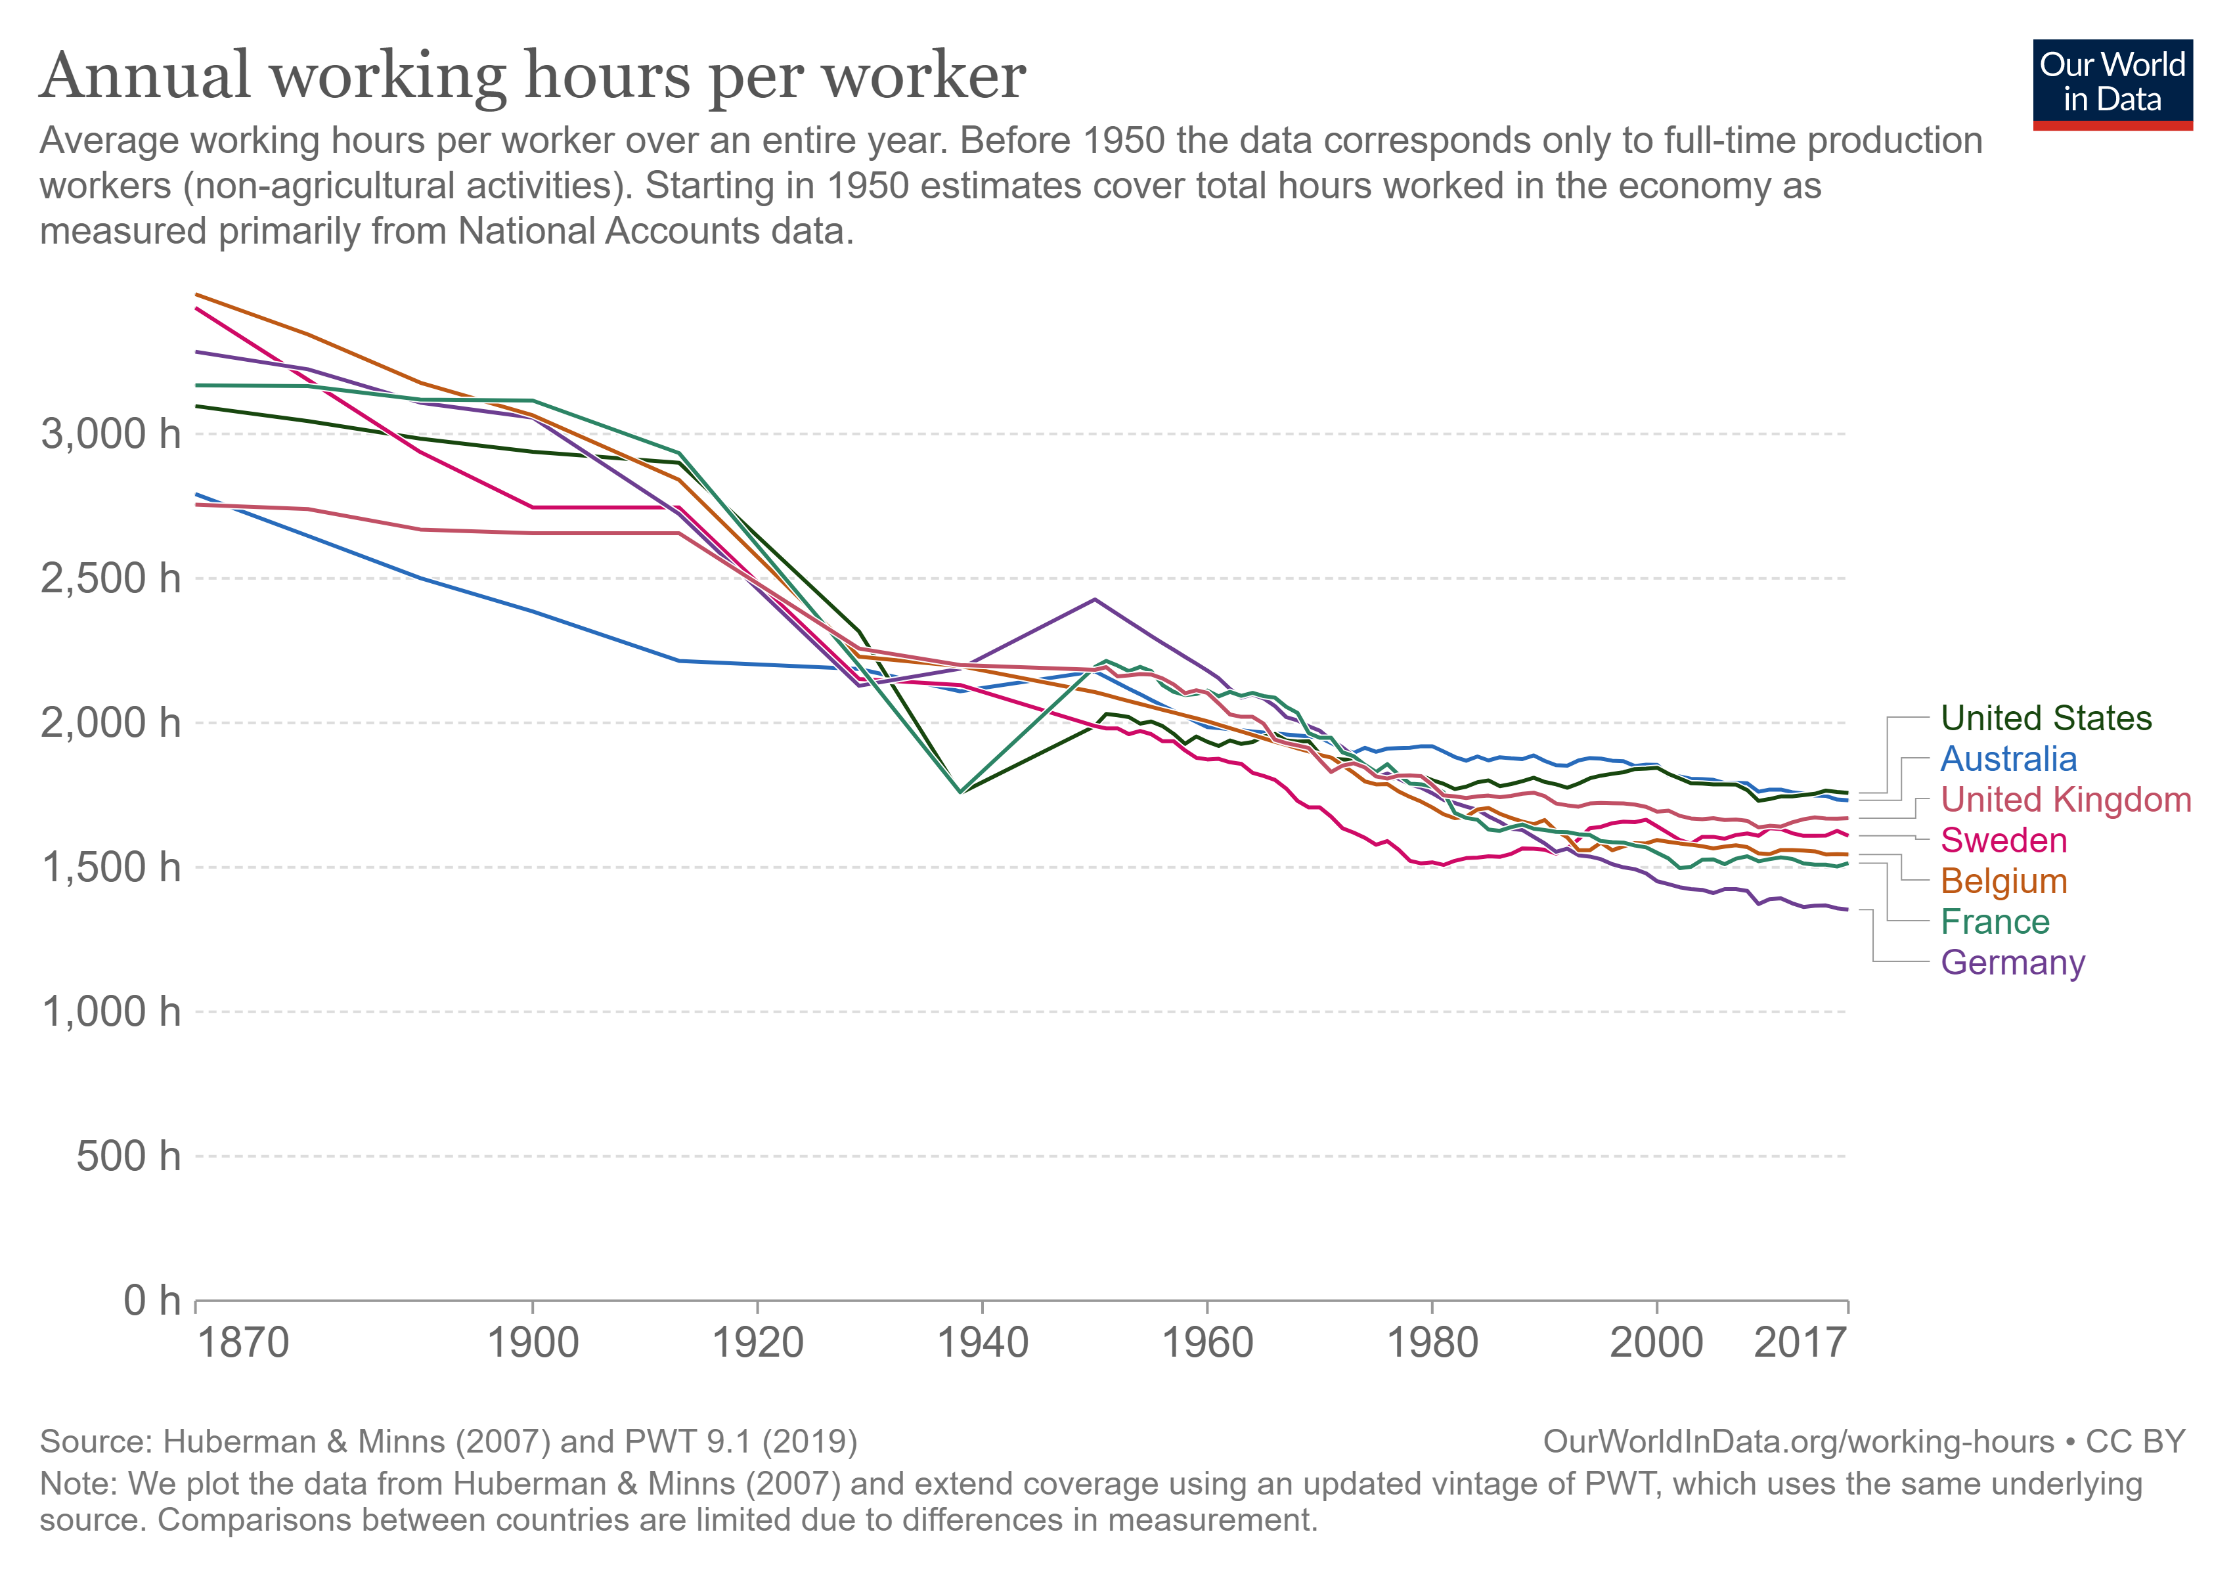 Annual working hours per worker
Our World
in Data
Average working hours per worker over an entire year. Before 1950 the data corresponds only to full-time production
workers (non-agricultural activities). Starting in 1950 estimates cover total hours worked in the economy as
measured primarily from National Accounts data.
3,000 h
2,500 h
2,000 h
1,500 h
1,000 h
500 h
0 h
United States
Australia
United Kingdom
Sweden
Belgium
France
Germany
1870
1900
1920
1940
1960
1980
2000
2017
Source: Huberman & Minns (2007) and PWT 9.1 (2019)
OurWorldInData.org/working-hours • CC BY
Note: We plot the data from Huberman & Minns (2007) and extend coverage using an updated vintage of PWT, which uses the same underlying
source. Comparisons between countries are limited due to differences in measurement.